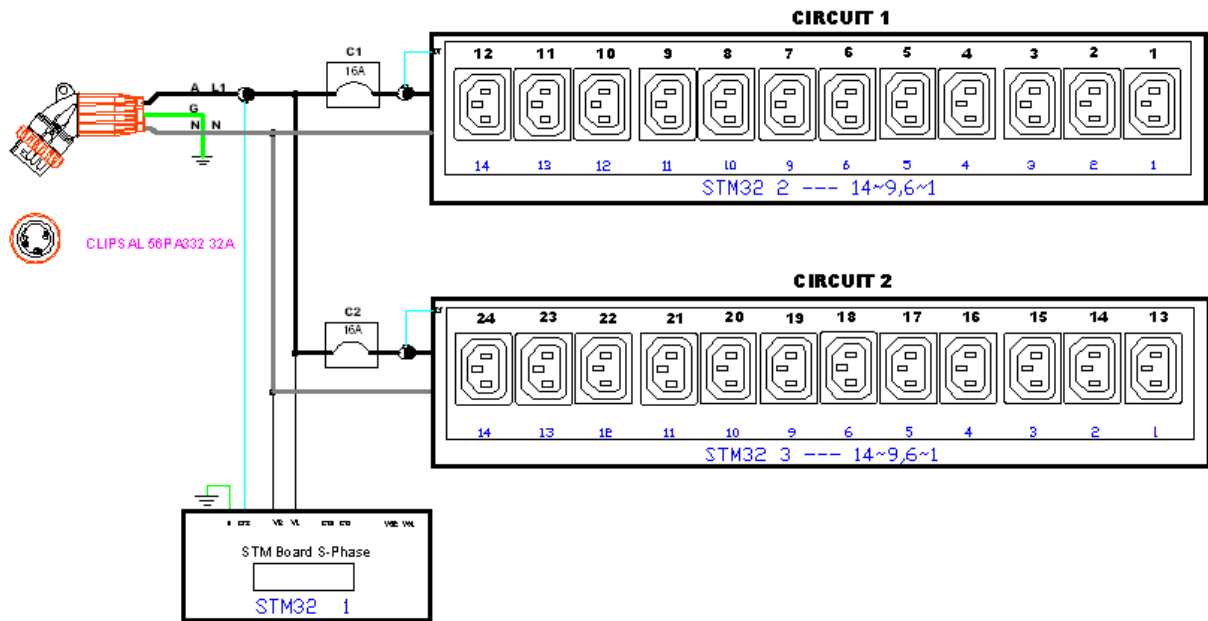 CIRCUIT 1
C1
16A
12 11 10 9 8 7 6 5 4 3 2 1
A L1
G
N N
14 13 12 11 10 9 6 5 4 3 2 1
STM32 2 --- 14~9,6~1
CLIPSAL 56PA332 32A
CIRCUIT 2
C2
16A
24 23 22 21 20 19 18 17 16 15 14 13
14 13 12 11 10 9 6 5 4 3 2 1
STM32 3 --- 14~9,6~1
V2 V1
STM Board S-Phase
STM32 1